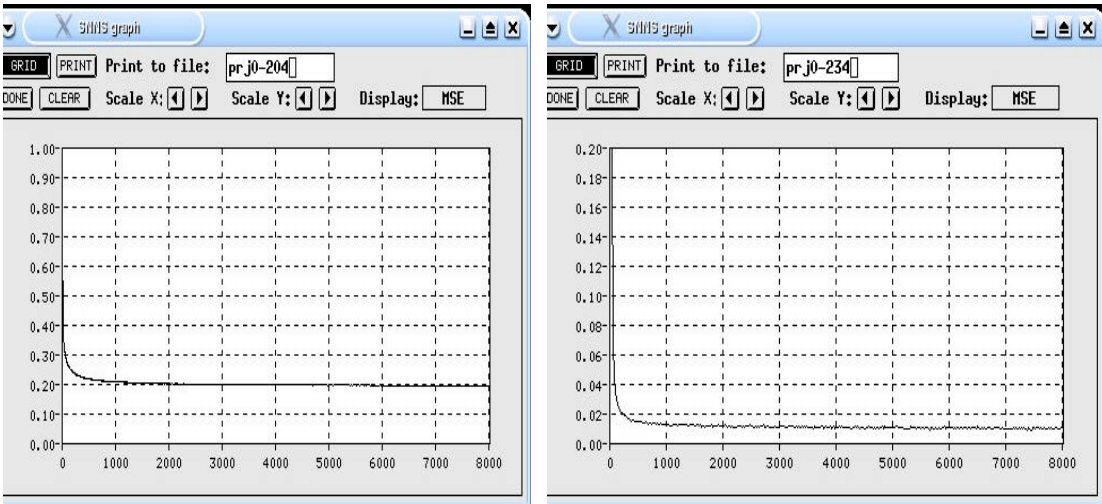 SNNS graph
GRID PRINT Print to file: prj0-204
DONE CLEAR Scale X: Scale Y: Display: MSE
1.00
0.90
0.80
0.70
0.60
0.50
0.40
0.30
0.20
0.10
0.00
0 1000 2000 3000 4000 5000 6000 7000 8000
SNNS graph
GRID PRINT Print to file: prj0-234
DONE CLEAR Scale X: Scale Y: Display: MSE
0.20
0.18
0.16
0.14
0.12
0.10
0.08
0.06
0.04
0.02
0.00
0 1000 2000 3000 4000 5000 6000 7000 8000